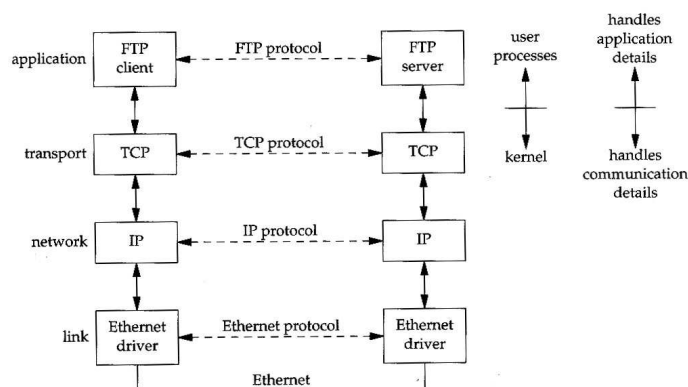 application
FTP
client
FTP protocol
FTP
server
user
processes
handles
application
details
transport
TCP
TCP protocol
TCP
kernel
handles
communication
details
network
IP
IP protocol
IP
link
Ethernet
driver
Ethernet protocol
Ethernet
driver
Ethernet